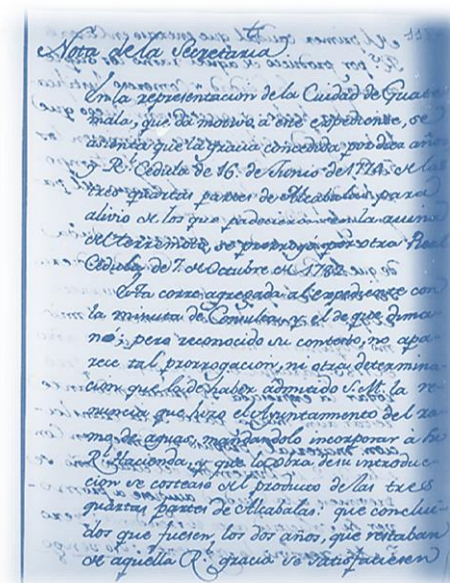 Nota de la Secretaria.
En la representacion de la Ciudad de Guate-
mala, que da motivo a este expediente, se
asienta que la gracia concedida por diez años
y Rl. Cedula de 16. de Junio de 1774. de las
tres quartas partes de Alcabalas para
alivio de los que padecieron con la ruina
del terremoto, se prorrogó por otra Real
Cedula de 7. de Octubre de
Esta corre agregada al expediente con
la minuta de Consulta, y el de que dima-
nó; pero reconocido su contexto, no apa-
rece tal prorrogacion, ni otra determina-
cion que la de haber admitido S. M. la re-
nuncia que hizo el Ayuntamiento del ra-
mo de aguas, mandandolo incorporar à su
R. Hacienda, y que la obra de su introduc-
cion se costease del producto de las tres
quartas partes de Alcabalas: que conclui-
dos que fuesen, los dos años, que restaban
de aquella R. gracia se satisfaciesen